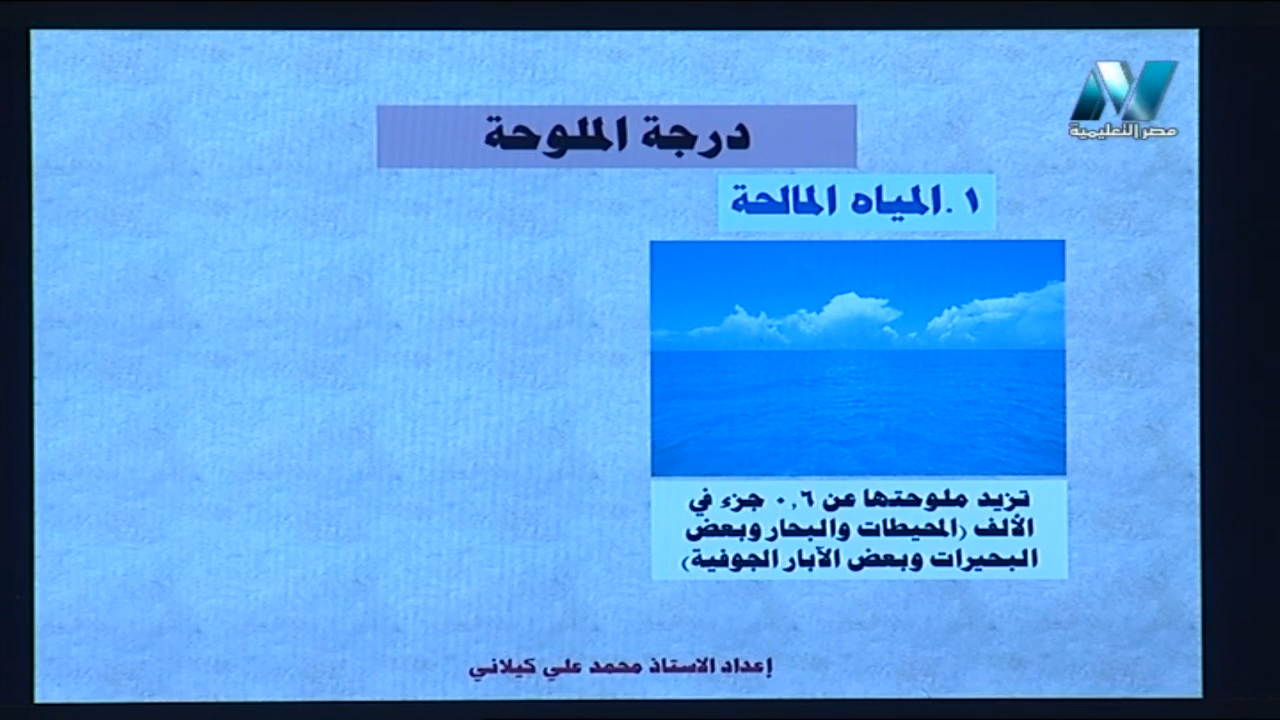 مصر التعليمية
درجة الملوحة
١.المياه المالحة
تزيد ملوحتها عن ٠,٦ جزء في
الألف (المحيطات والبحار وبعض
البحيرات وبعض الآبار الجوفية)
إعداد الاستاذ محمد علي كيلاني